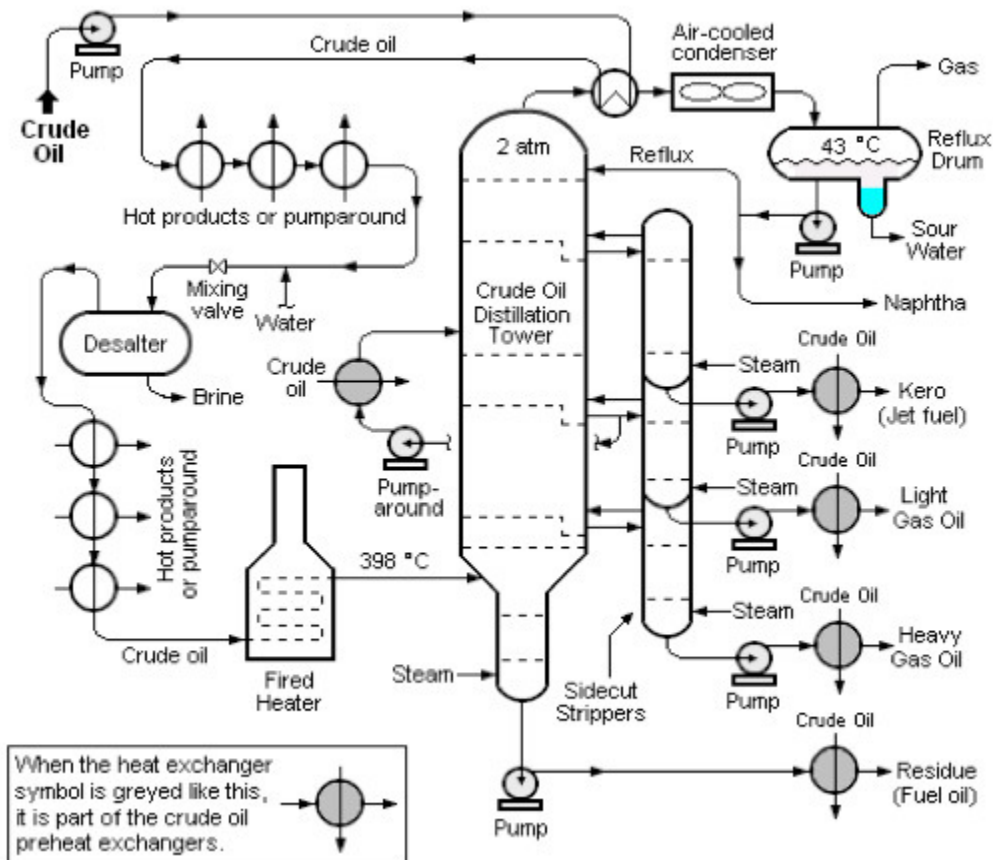 Crude oil
Pump
Crude
Oil
Air-cooled
condenser
Gas
2 atm
Reflux
43 °C
Reflux
Drum
Hot products or pumparound
Pump
Sour
Water
Mixing
valve
Water
Naphtha
Crude Oil
Distillation
Tower
Desalter
Brine
Crude
oil
Steam
Crude Oil
Kero
(Jet fuel)
Pump
Pump-
around
Hot products
or pumparound
Steam
Crude Oil
Light
Gas Oil
Pump
398 °C
Steam
Crude Oil
Heavy
Gas Oil
Pump
Crude oil
Fired
Heater
Steam
Sidecut
Strippers
Crude Oil
Residue
(Fuel oil)
Pump
When the heat exchanger
symbol is greyed like this,
it is part of the crude oil
preheat exchangers.